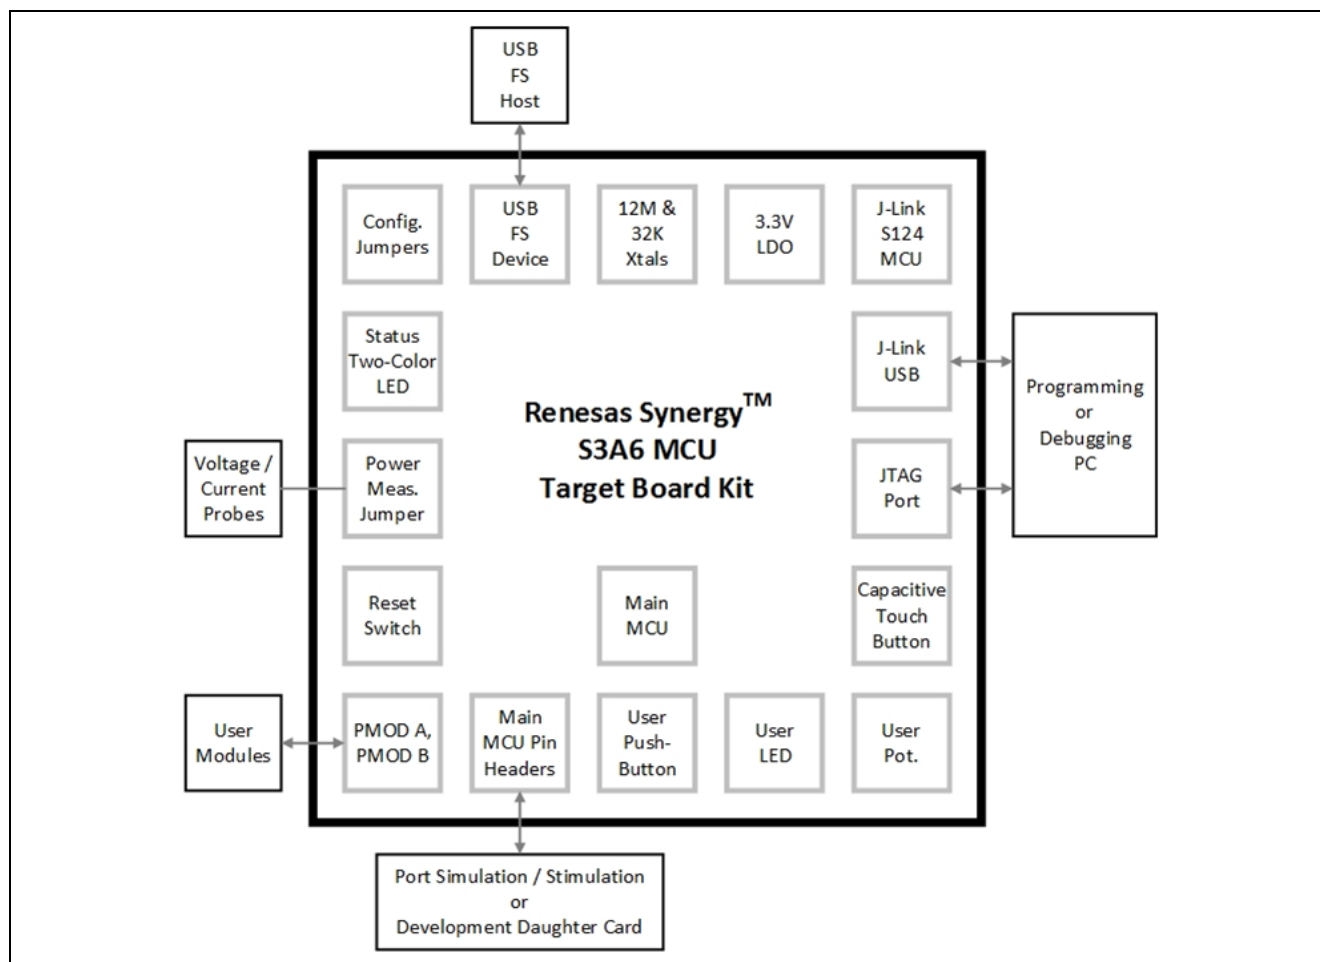 USB
FS
Host
Config.
Jumpers
USB
FS
Device
12M &
32K
Xtals
3.3V
LDO
J-Link
S124
MCU
Status
Two-Color
LED
J-Link
USB
Programming
or
Debugging
PC
Renesas Synergy™
S3A6 MCU
Target Board Kit
Voltage /
Current
Probes
Power
Meas.
Jumper
JTAG
Port
Reset
Switch
Main
MCU
Capacitive
Touch
Button
User
Modules
PMOD A,
PMOD B
Main
MCU Pin
Headers
User
Push-
Button
User
LED
User
Pot.
Port Simulation / Stimulation
or
Development Daughter Card